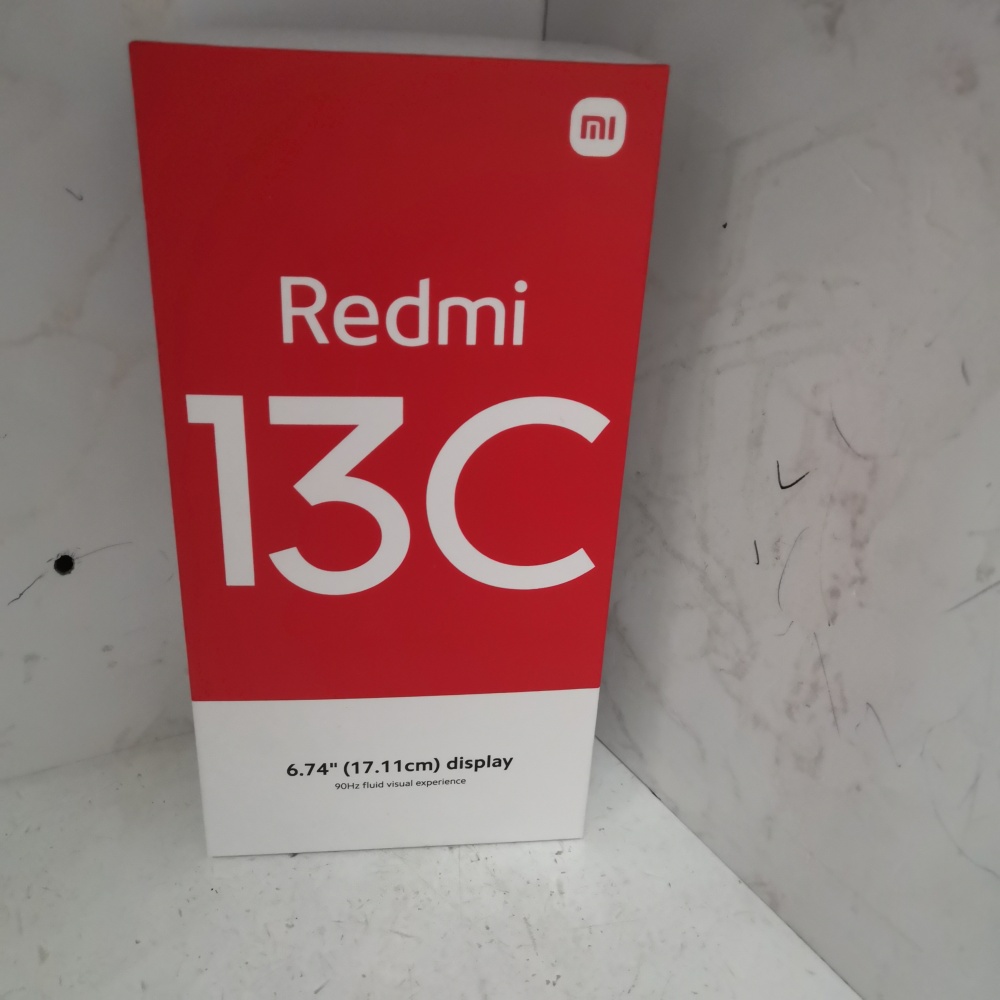 mi
Redmi
13C
6.74" (17.11cm) display
90Hz fluid visual experience